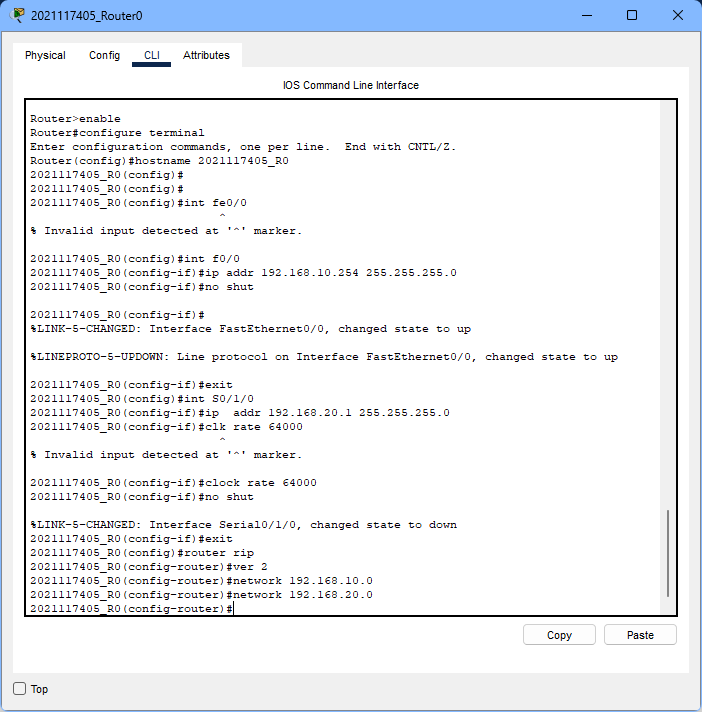 2021117405_Router0
Physical Config CLI Attributes
IOS Command Line Interface
Router>enable
Router#configure terminal
Enter configuration commands, one per line.  End with CNTL/Z.
Router(config)#hostname 2021117405_R0
2021117405_R0(config)#
2021117405_R0(config)#
2021117405_R0(config)#int fe0/0
^
% Invalid input detected at '^' marker.
2021117405_R0(config)#int f0/0
2021117405_R0(config-if)#ip addr 192.168.10.254 255.255.255.0
2021117405_R0(config-if)#no shut
2021117405_R0(config-if)#
%LINK-5-CHANGED: Interface FastEthernet0/0, changed state to up
%LINEPROTO-5-UPDOWN: Line protocol on Interface FastEthernet0/0, changed state to up
2021117405_R0(config-if)#exit
2021117405_R0(config)#int S0/1/0
2021117405_R0(config-if)#ip  addr 192.168.20.1 255.255.255.0
2021117405_R0(config-if)#clk rate 64000
^
% Invalid input detected at '^' marker.
2021117405_R0(config-if)#clock rate 64000
2021117405_R0(config-if)#no shut
%LINK-5-CHANGED: Interface Serial0/1/0, changed state to down
2021117405_R0(config-if)#exit
2021117405_R0(config)#router rip
2021117405_R0(config-router)#ver 2
2021117405_R0(config-router)#network 192.168.10.0
2021117405_R0(config-router)#network 192.168.20.0
2021117405_R0(config-router)#
Copy Paste
Top